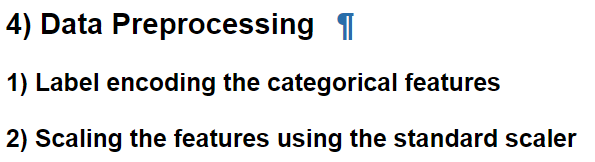 4) Data Preprocessing ¶
1) Label encoding the categorical features
2) Scaling the features using the standard scaler